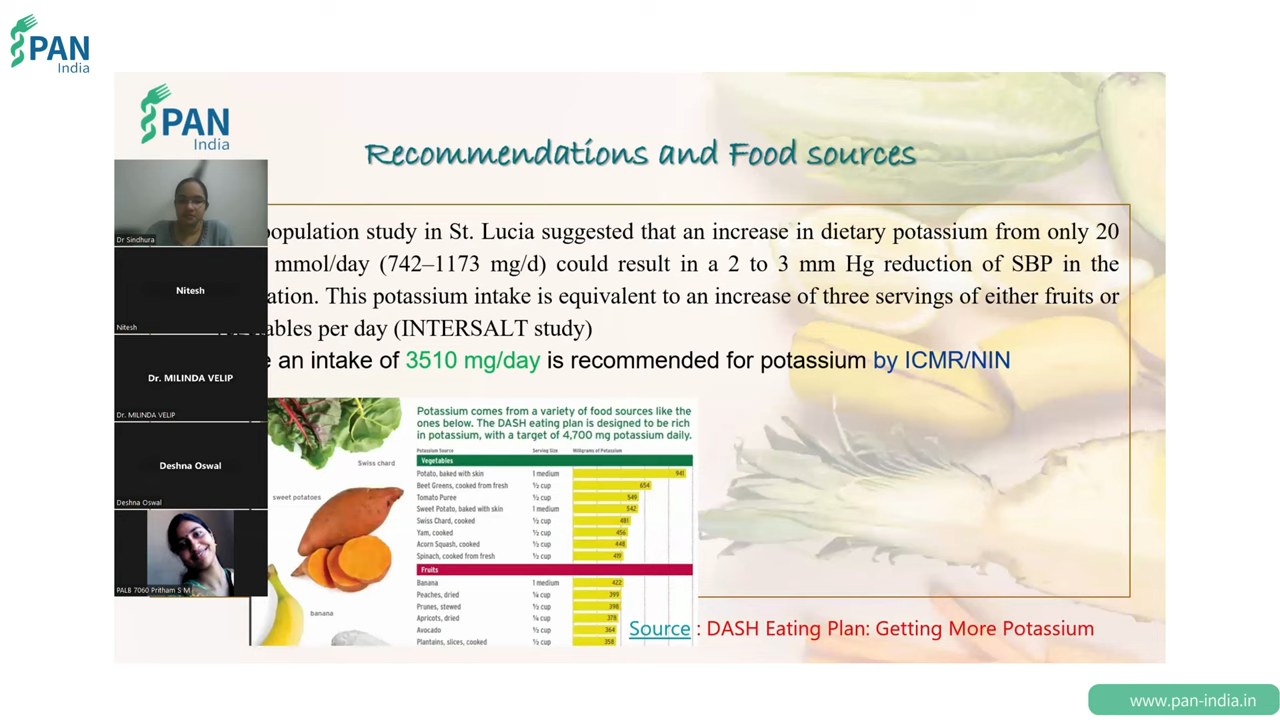 PAN
India
PAN
India
Recommendations and Food sources
population study in St. Lucia suggested that an increase in dietary potassium from only 20
mmol/day (742–1173 mg/d) could result in a 2 to 3 mm Hg reduction of SBP in the
ation. This potassium intake is equivalent to an increase of three servings of either fruits or
ables per day (INTERSALT study)
an intake of 3510 mg/day is recommended for potassium by ICMR/NIN
Dr Sindhura
Nitesh
Nitesh
Dr. MILINDA VELIP
Dr. MILINDA VELIP
Deshna Oswal
Deshna Oswal
PALB 7060 Pritham S M
Swiss chard
sweet potatoes
banana
Potassium comes from a variety of food sources like the
ones below. The DASH eating plan is designed to be rich
in potassium, with a target of 4,700 mg potassium daily.
Potassium Source Serving Size Milligrams of Potassium
Vegetables
Potato, baked with skin 1 medium 941
Beet Greens, cooked from fresh ½ cup 654
Tomato Puree ½ cup 549
Sweet Potato, baked with skin 1 medium 542
Swiss Chard, cooked ½ cup 481
Yam, cooked ½ cup 456
Acorn Squash, cooked ½ cup 448
Spinach, cooked from fresh ½ cup 419
Fruits
Banana 1 medium 422
Peaches, dried ¼ cup 399
Prunes, stewed ½ cup 398
Apricots, dried ¼ cup 378
Avocado ½ cup 364
Plantains, slices, cooked ½ cup 358
Source : DASH Eating Plan: Getting More Potassium
www.pan-india.in